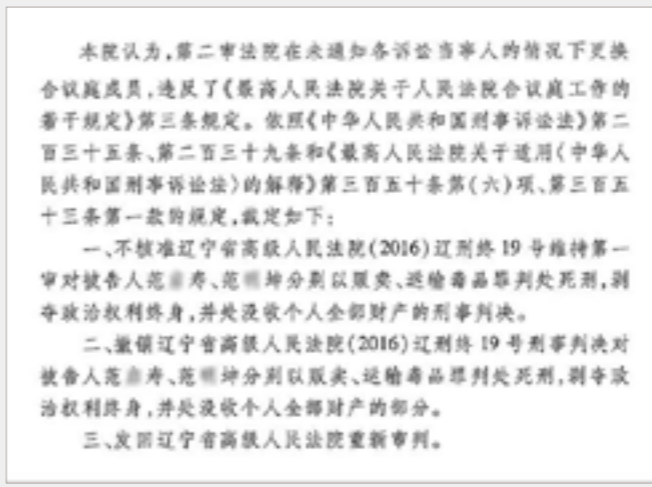 本院认为,第二审法院在未通知各诉讼当事人的情况下更换
合议庭成员,违反了《最高人民法院关于人民法院合议庭工作的
若干规定》第三条规定。依照《中华人民共和国刑事诉讼法》第二
百三十五条、第二百三十九条和《最高人民法院关于适用〈中华人
民共和国刑事诉讼法〉的解释》第三百五十条第(六)项、第三百五
十三条第一款的规定,裁定如下:
一、不核准辽宁省高级人民法院(2016)辽刑终 19 号维持第一
审对被告人范寿、范坤分别以贩卖、运输毒品罪判处死刑,剥
夺政治权利终身,并处没收个人全部财产的刑事判决。
二、撤销辽宁省高级人民法院(2016)辽刑终 19 号刑事判决对
被告人范寿、范坤分别以贩卖、运输毒品罪判处死刑,剥夺政
治权利终身,并处没收个人全部财产的部分。
三、发回辽宁省高级人民法院重新审判。